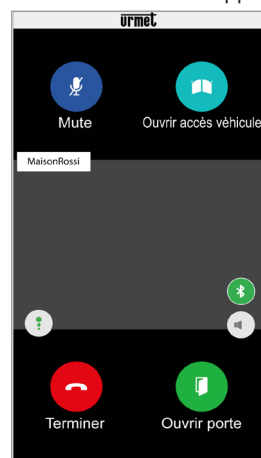 urmet
Mute
Ouvrir accès vèhicule
MaisonRossi
Terminer
Ouvrir porte